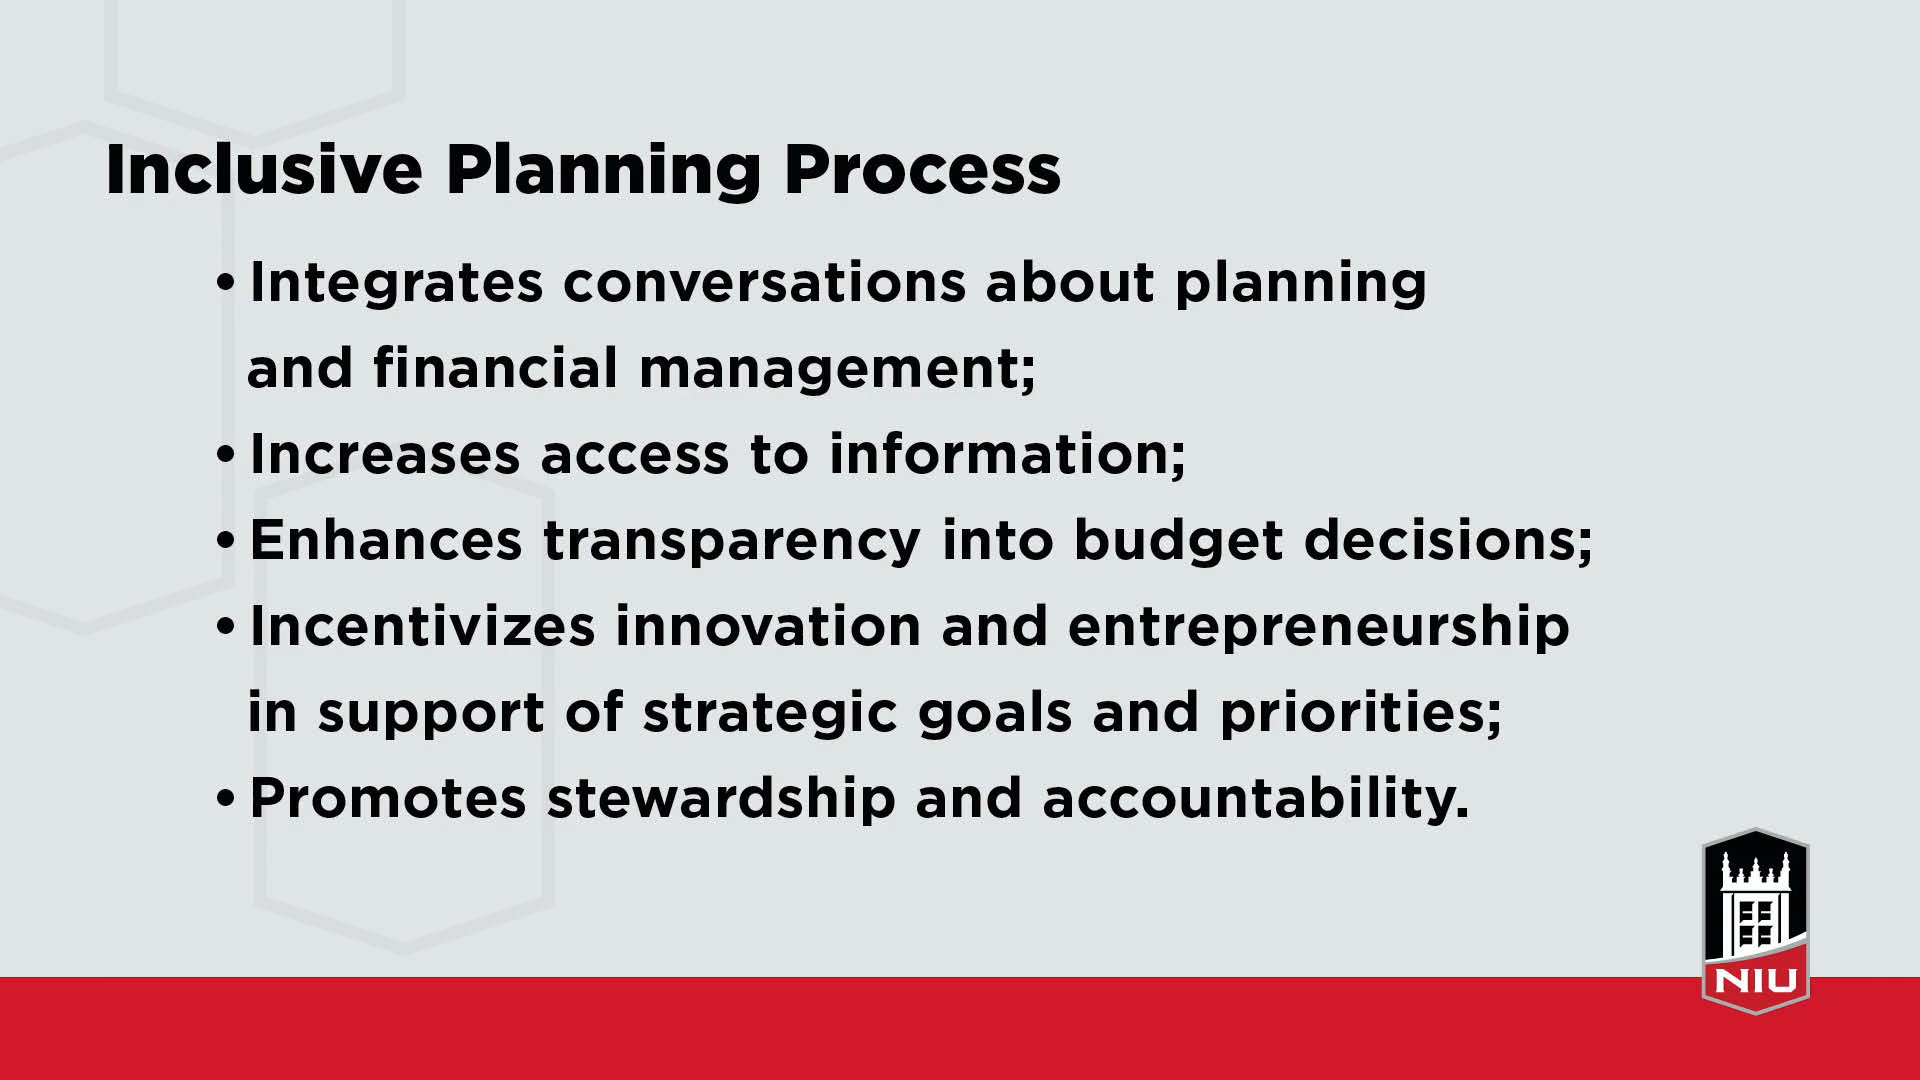 Inclusive Planning Process
• Integrates conversations about planning
and financial management;
• Increases access to information;
• Enhances transparency into budget decisions;
• Incentivizes innovation and entrepreneurship
in support of strategic goals and priorities;
• Promotes stewardship and accountability.
NIU